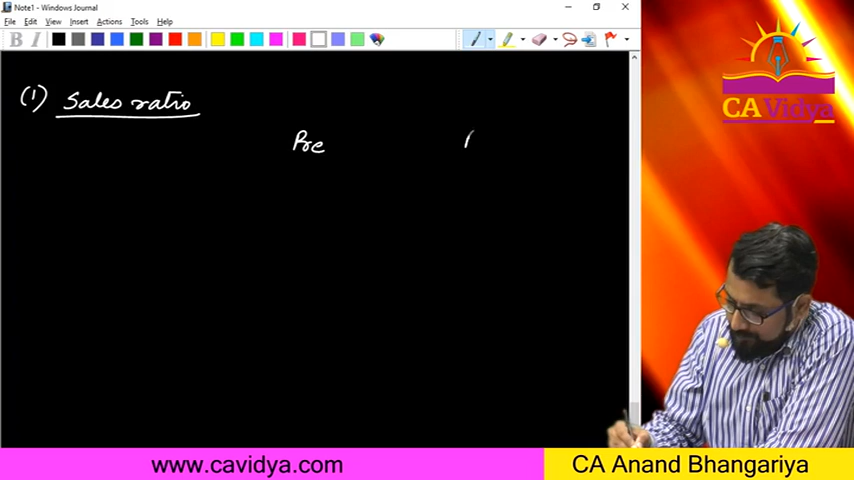 Note1 - Windows Journal
File Edit View Insert Actions Tools Help
B I
(1) Sales ratio
Pre
CA Vidya
www.cavidya.com
CA Anand Bhangariya